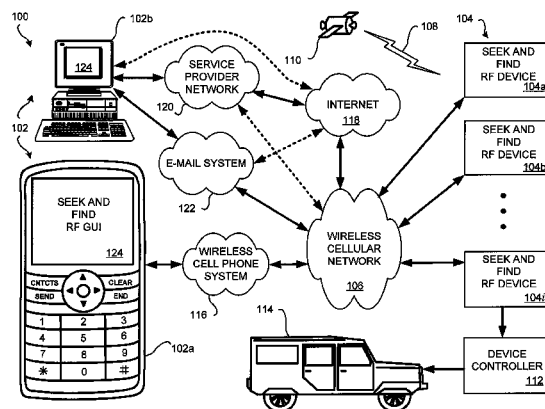 100
102b
124
102
SERVICE
PROVIDER
NETWORK
120
110
108
INTERNET
118
104
SEEK AND
FIND
RF DEVICE
104a
SEEK AND
FIND
RF DEVICE
104b
E-MAIL SYSTEM
122
SEEK AND
FIND
RF GUI
124
CNTCTS
CLEAR
SEND
END
1 2 3
4 5 6
7 8 9
* 0 #
102a
WIRELESS
CELL PHONE
SYSTEM
116
WIRELESS
CELLULAR
NETWORK
106
SEEK AND
FIND
RF DEVICE
104i
114
DEVICE
CONTROLLER
112